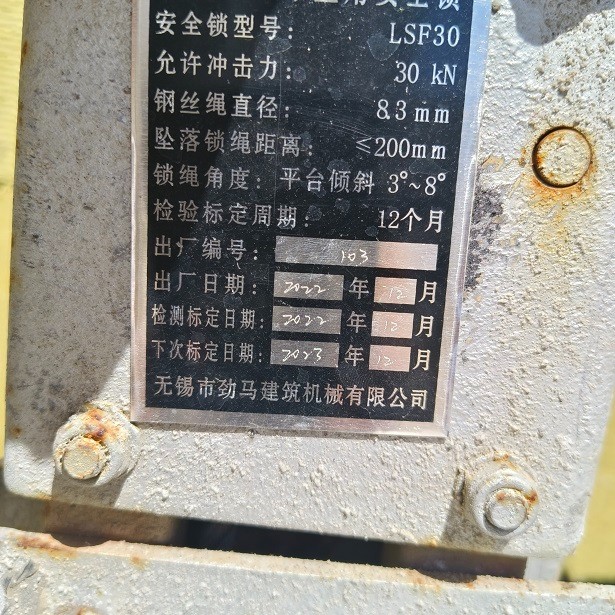 用安全锁
安全锁型号: LSF30
允许冲击力: 30 kN
钢丝绳直径: 8.3 mm
坠落锁绳距离: ≤200mm
锁绳角度: 平台倾斜 3°~8°
检验标定周期: 12个月
出厂编号: 103
出厂日期: 2022 年 12 月
检测标定日期: 2022 年 12 月
下次标定日期: 2023 年 12 月
无锡市劲马建筑机械有限公司